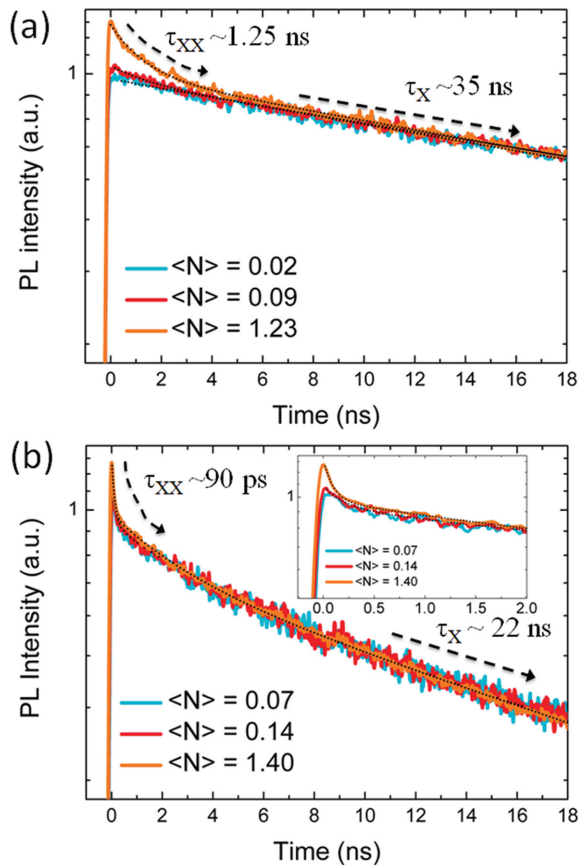 (a)
τXX ~1.25 ns
τX ~35 ns
1
PL intensity (a.u.)
<N> = 0.02
<N> = 0.09
<N> = 1.23
0 2 4 6 8 10 12 14 16 18
Time (ns)
(b)
τXX ~90 ps
1
<N> = 0.07
<N> = 0.14
<N> = 1.40
0.0 0.5 1.0 1.5 2.0
1
τX ~ 22 ns
PL Intensity (a.u.)
<N> = 0.07
<N> = 0.14
<N> = 1.40
0 2 4 6 8 10 12 14 16 18
Time (ns)